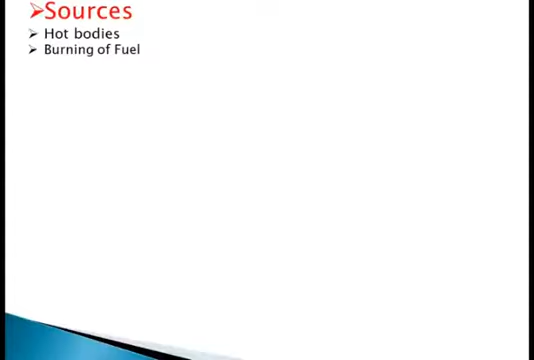 ➢Sources
➢ Hot bodies
➢ Burning of Fuel